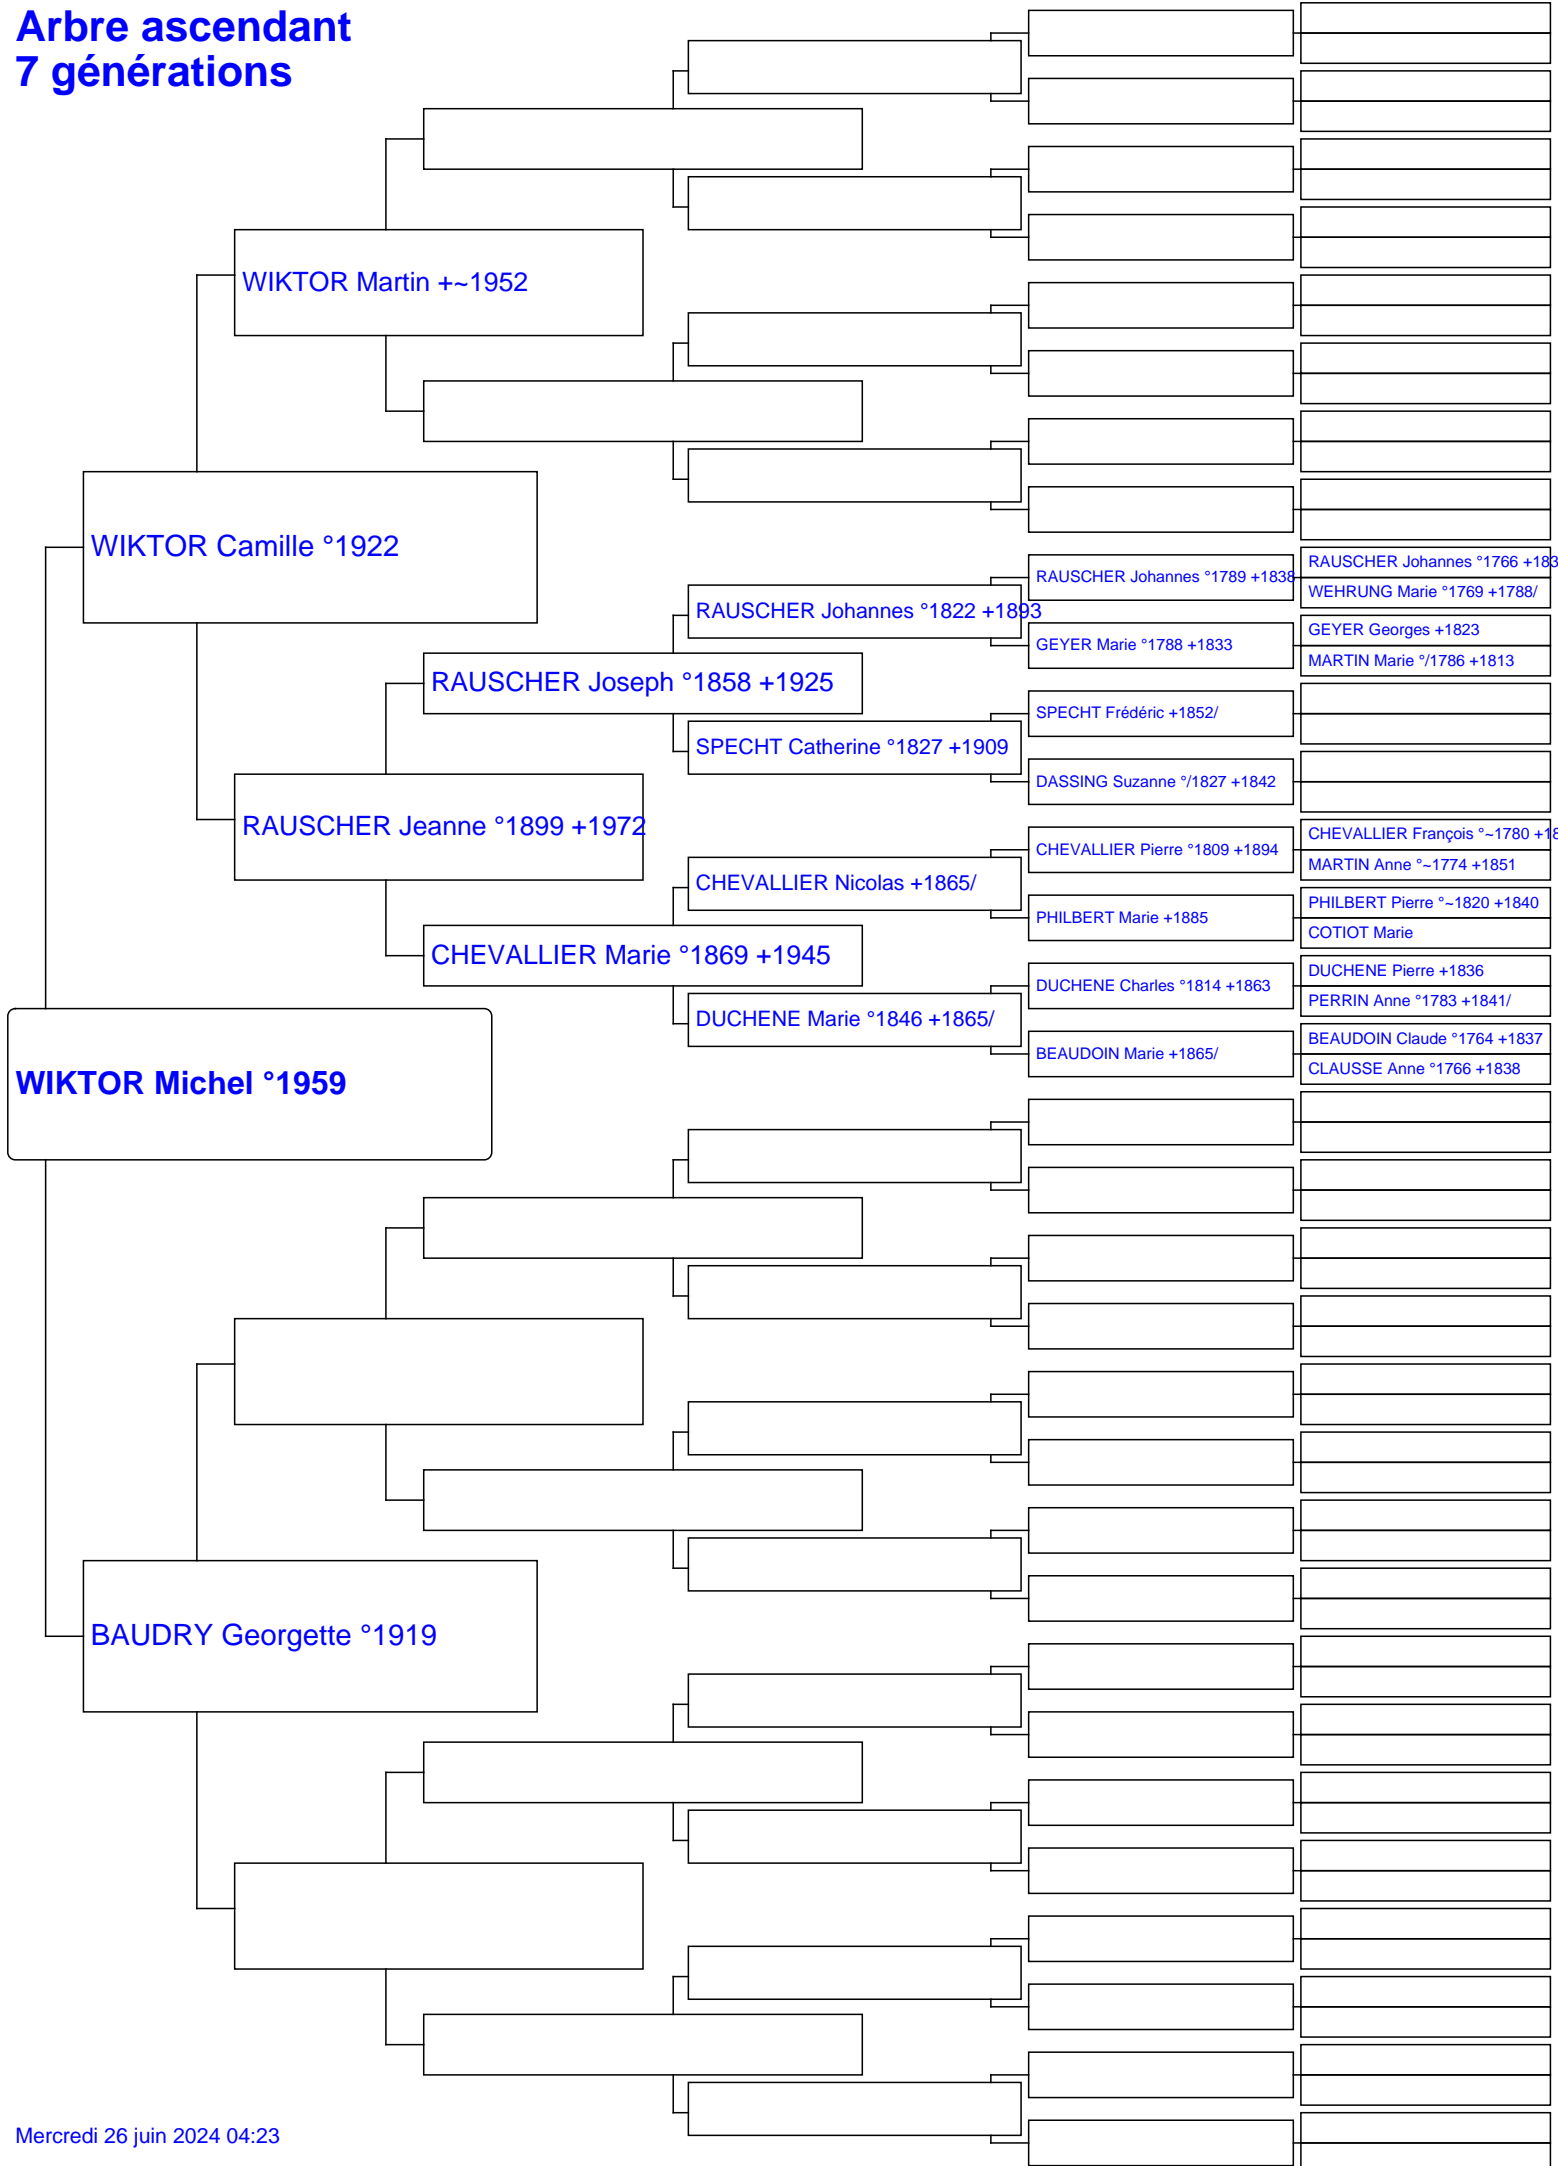 Arbre ascendant
7 générations
WIKTOR Martin +~1952
WIKTOR Camille °1922
RAUSCHER Johannes °1766 +183
RAUSCHER Johannes °1789 +1838
WEHRUNG Marie °1769 +1788/
RAUSCHER Johannes °1822 +1893
GEYER Georges +1823
GEYER Marie °1788 +1833
MARTIN Marie °/1786 +1813
RAUSCHER Joseph °1858 +1925
SPECHT Frédéric +1852/
SPECHT Catherine °1827 +1909
DASSING Suzanne °/1827 +1842
RAUSCHER Jeanne °1899 +1972
CHEVALLIER François °~1780 +18
CHEVALLIER Pierre °1809 +1894
MARTIN Anne °~1774 +1851
CHEVALLIER Nicolas +1865/
PHILBERT Pierre °~1820 +1840
PHILBERT Marie +1885
COTIOT Marie
CHEVALLIER Marie °1869 +1945
DUCHENE Pierre +1836
DUCHENE Charles °1814 +1863
PERRIN Anne °1783 +1841/
DUCHENE Marie °1846 +1865/
BEAUDOIN Claude °1764 +1837
BEAUDOIN Marie +1865/
CLAUSSE Anne °1766 +1838
WIKTOR Michel °1959
BAUDRY Georgette °1919
Mercredi 26 juin 2024 04:23